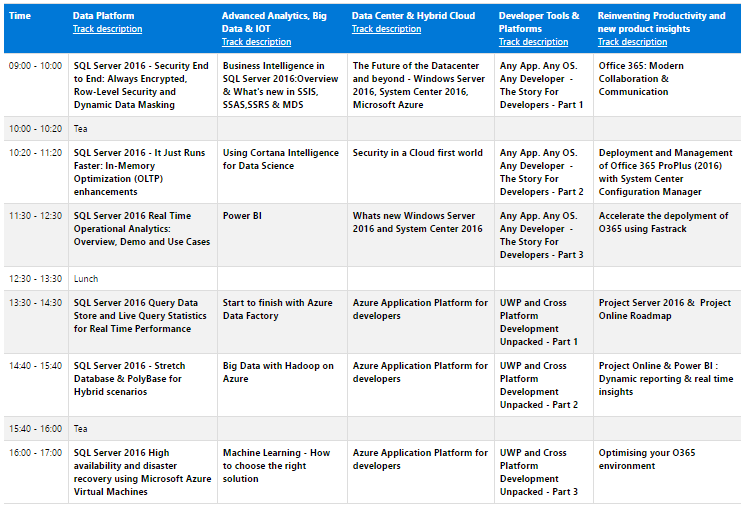 Time
Data Platform
Track description
Advanced Analytics, Big
Data & IOT
Track description
Data Center & Hybrid Cloud
Track description
Developer Tools &
Platforms
Track description
Reinventing Productivity and
new product insights
Track description
09:00 - 10:00
SQL Server 2016 - Security End
to End: Always Encrypted,
Row-Level Security and
Dynamic Data Masking
Business Intelligence in
SQL Server 2016:Overview
& What's new in SSIS,
SSAS,SSRS & MDS
The Future of the Datacenter
and beyond - Windows Server
2016, System Center 2016,
Microsoft Azure
Any App. Any OS.
Any Developer -
The Story For
Developers - Part 1
Office 365: Modern
Collaboration &
Communication
10:00 - 10:20
Tea
10:20 - 11:20
SQL Server 2016 - It Just Runs
Faster: In-Memory
Optimization (OLTP)
enhancements
Using Cortana Intelligence
for Data Science
Security in a Cloud first world
Any App. Any OS.
Any Developer -
The Story For
Developers - Part 2
Deployment and Management
of Office 365 ProPlus (2016)
with System Center
Configuration Manager
11:30 - 12:30
SQL Server 2016 Real Time
Operational Analytics:
Overview, Demo and Use Cases
Power BI
Whats new Windows Server
2016 and System Center 2016
Any App. Any OS.
Any Developer -
The Story For
Developers - Part 3
Accelerate the depolyment of
O365 using Fastrack
12:30 - 13:30
Lunch
13:30 - 14:30
SQL Server 2016 Query Data
Store and Live Query Statistics
for Real Time Performance
Start to finish with Azure
Data Factory
Azure Application Platform for
developers
UWP and Cross
Platform
Development
Unpacked - Part 1
Project Server 2016 & Project
Online Roadmap
14:40 - 15:40
SQL Server 2016 - Stretch
Database & PolyBase for
Hybrid scenarios
Big Data with Hadoop on
Azure
Azure Application Platform for
developers
UWP and Cross
Platform
Development
Unpacked - Part 2
Project Online & Power BI :
Dynamic reporting & real time
insights
15:40 - 16:00
Tea
16:00 - 17:00
SQL Server 2016 High
availability and disaster
recovery using Microsoft Azure
Virtual Machines
Machine Learning - How
to choose the right
solution
Azure Application Platform for
developers
UWP and Cross
Platform
Development
Unpacked - Part 3
Optimising your O365
environment